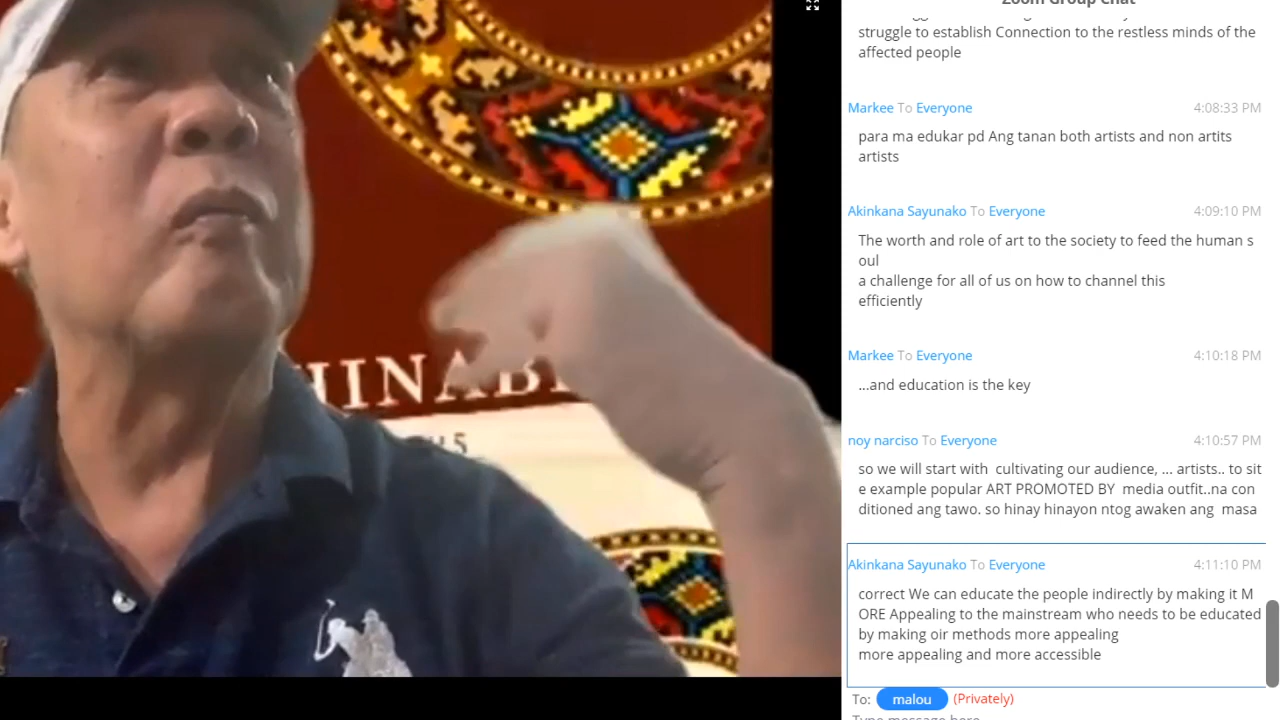 Zoom Group Chat
struggle to establish Connection to the restless minds of the
affected people
Markee To Everyone 4:08:33 PM
para ma edukar pd Ang tanan both artists and non artits
artists
Akinkana Sayunako To Everyone 4:09:10 PM
The worth and role of art to the society to feed the human s
oul
a challenge for all of us on how to channel this
efficiently
Markee To Everyone 4:10:18 PM
...and education is the key
noy narciso To Everyone 4:10:57 PM
so we will start with cultivating our audience, ... artists.. to sit
e example popular ART PROMOTED BY media outfit..na con
ditioned ang tawo. so hinay hinayon ntog awaken ang masa
Akinkana Sayunako To Everyone 4:11:10 PM
correct We can educate the people indirectly by making it M
ORE Appealing to the mainstream who needs to be educated
by making oir methods more appealing
more appealing and more accessible
To: malou (Privately)
Type message here